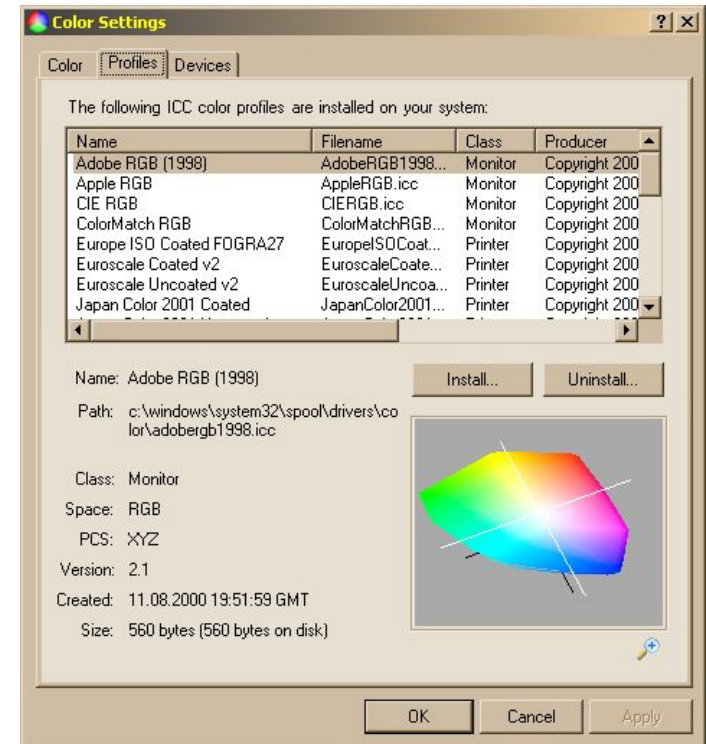 Color Settings
Color Profiles Devices
The following ICC color profiles are installed on your system:
Name Filename Class Producer
Adobe RGB (1998) AdobeRGB1998... Monitor Copyright 200
Apple RGB AppleRGB.icc Monitor Copyright 200
CIE RGB CIERGB.icc Monitor Copyright 200
ColorMatch RGB ColorMatchRGB... Monitor Copyright 200
Europe ISO Coated FOGRA27 EuropeISOCoat... Printer Copyright 200
Euroscale Coated v2 EuroscaleCoate... Printer Copyright 200
Euroscale Uncoated v2 EuroscaleUncoa... Printer Copyright 200
Japan Color 2001 Coated JapanColor2001... Printer Copyright 200
Name: Adobe RGB (1998) Install... Uninstall...
Path: c:\windows\system32\spool\drivers\co
lor\adobergb1998.icc
Class: Monitor
Space: RGB
PCS: XYZ
Version: 2.1
Created: 11.08.2000 19:51:59 GMT
Size: 560 bytes (560 bytes on disk)
OK Cancel Apply